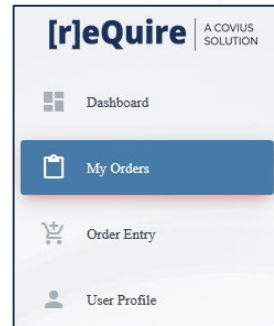 [r]eQuire
A COVIUS
SOLUTION
Dashboard
My Orders
Order Entry
User Profile